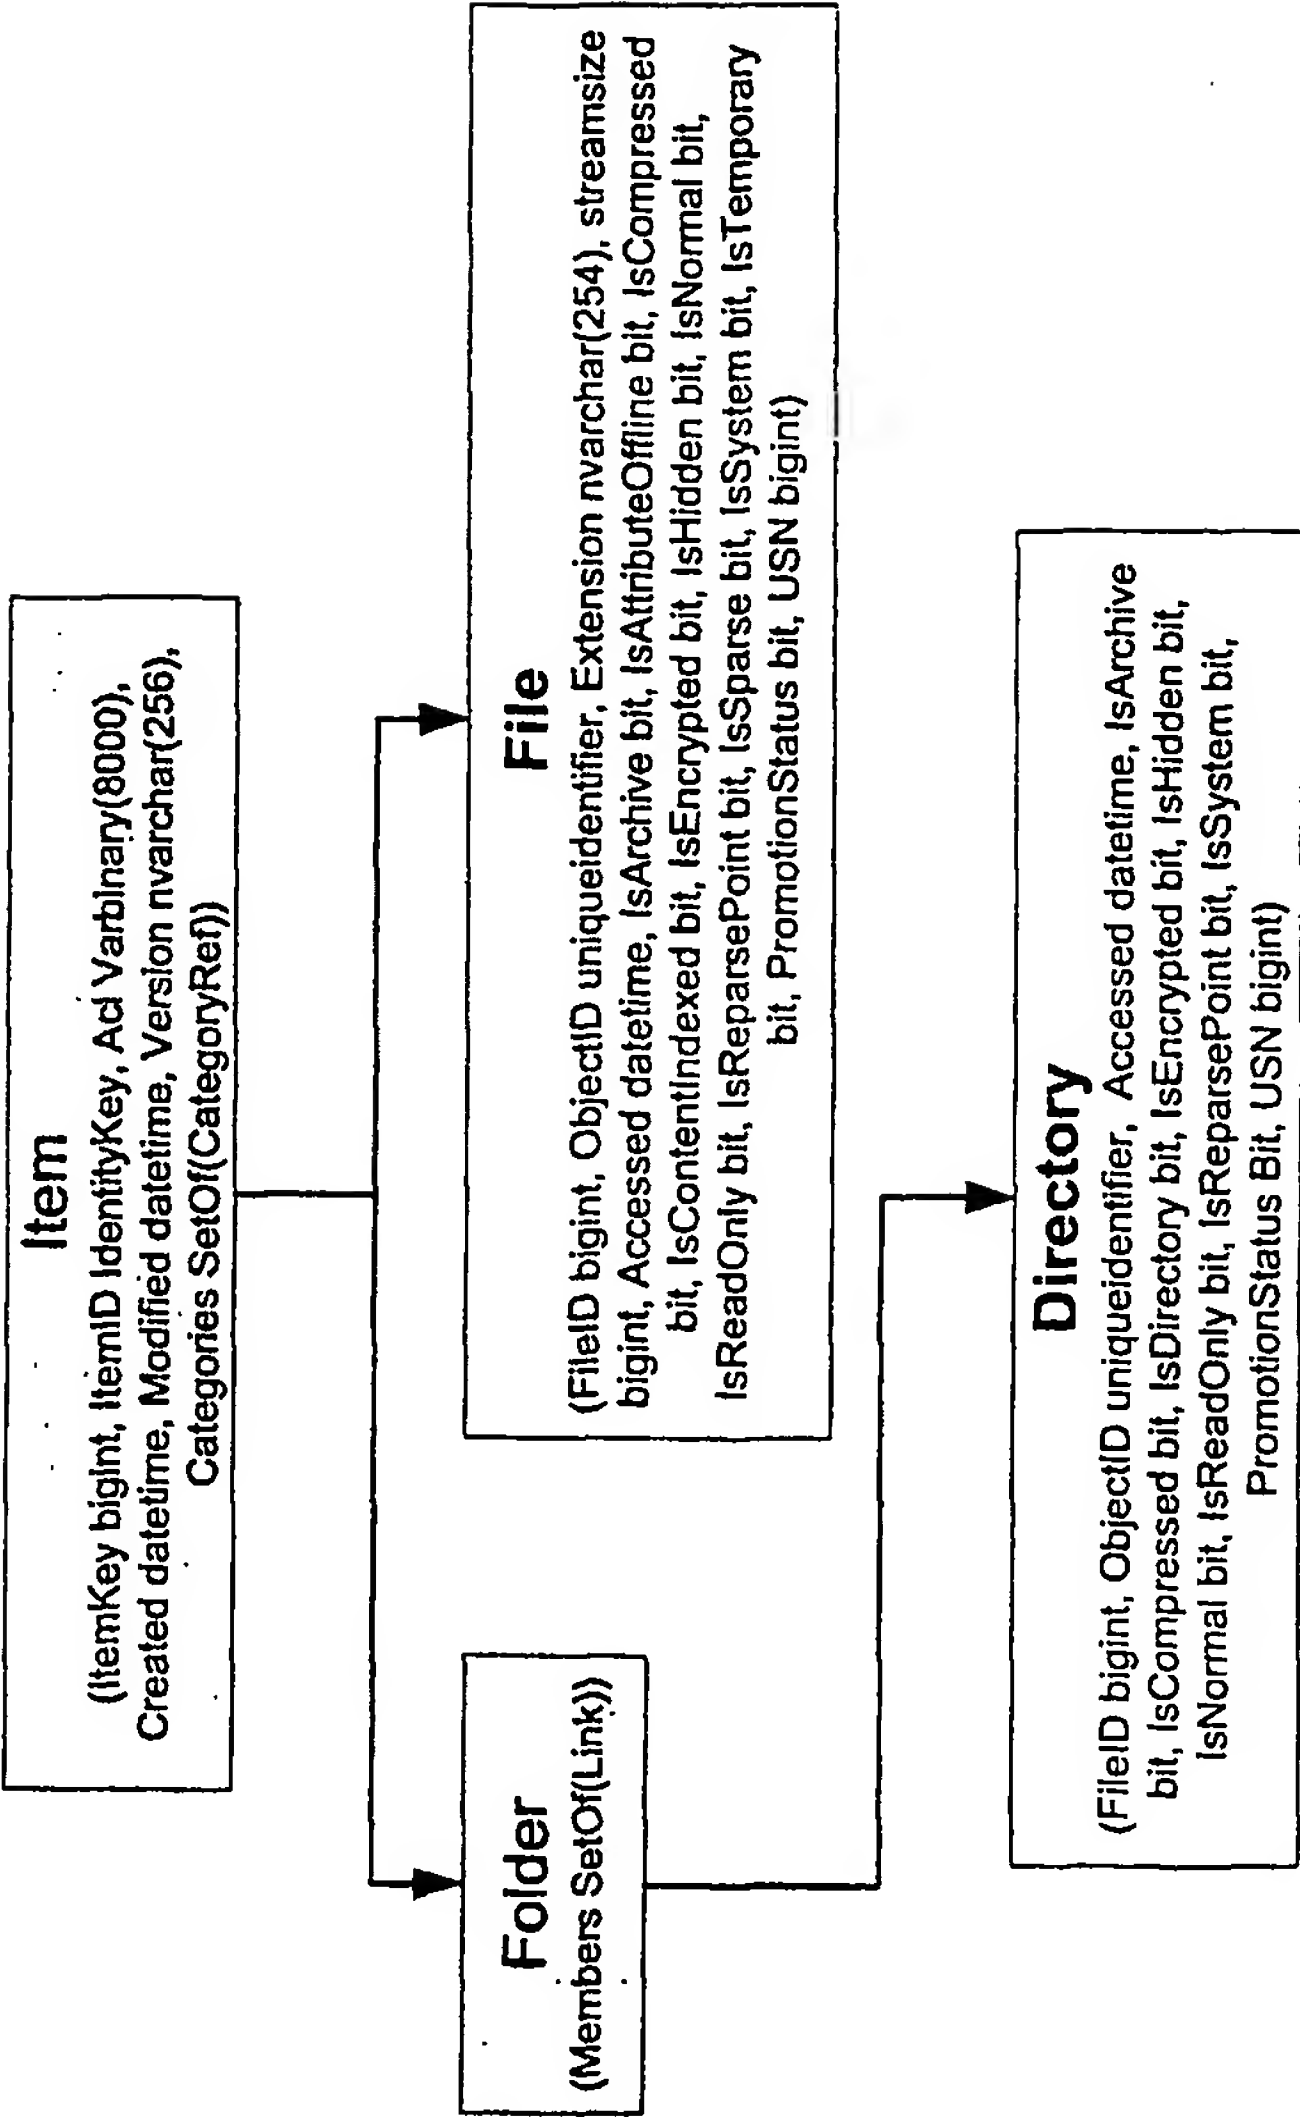 Item
(ItemKey bigInt, ItemID IdentityKey, Acl Varbinary(8000),
Created datetime, Modified datetime, Version nvarchar(256),
Categories SetOf(CategoryRef))
Folder
(Members SetOf(Link))
File
(FileID bigint, ObjectID uniqueidentifier, Extension nvarchar(254), streamsize
bigint, Accessed datetime, IsArchive bit, IsAttributeOffline bit, IsCompressed
bit, IsContentIndexed bit, IsEncrypted bit, IsHidden bit, IsNormal bit,
IsReadOnly bit, IsReparsePoint bit, IsSparse bit, IsSystem bit, IsTemporary
bit, PromotionStatus bit, USN bigint)
Directory
(FileID bigint, ObjectID uniqueidentifier, Accessed datetime, IsArchive
bit, IsCompressed bit, IsDirectory bit, IsEncrypted bit, IsHidden bit,
IsNormal bit, IsReadOnly bit, IsReparsePoint bit, IsSystem bit,
PromotionStatus Bit, USN bigint)